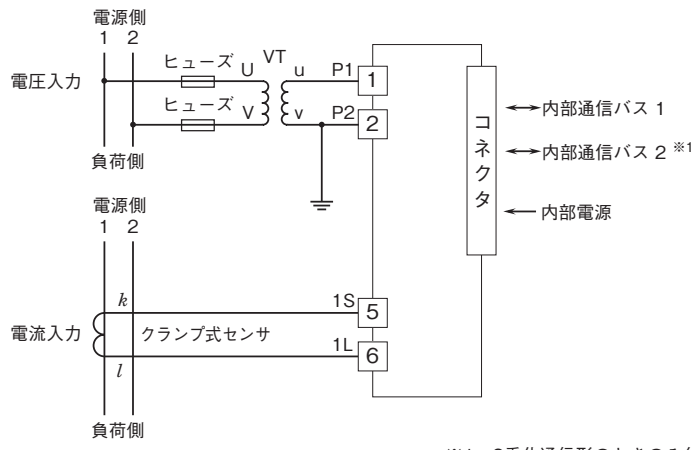 電源側
1 2
電圧入力
ヒューズ U VT u P1 1
ヒューズ V v P2 2
負荷側
コネクタ
内部通信バス 1
内部通信バス 2 ※1
内部電源
電源側
1 2
電流入力
k 1S 5
クランプ式センサ
l 1L 6
負荷側